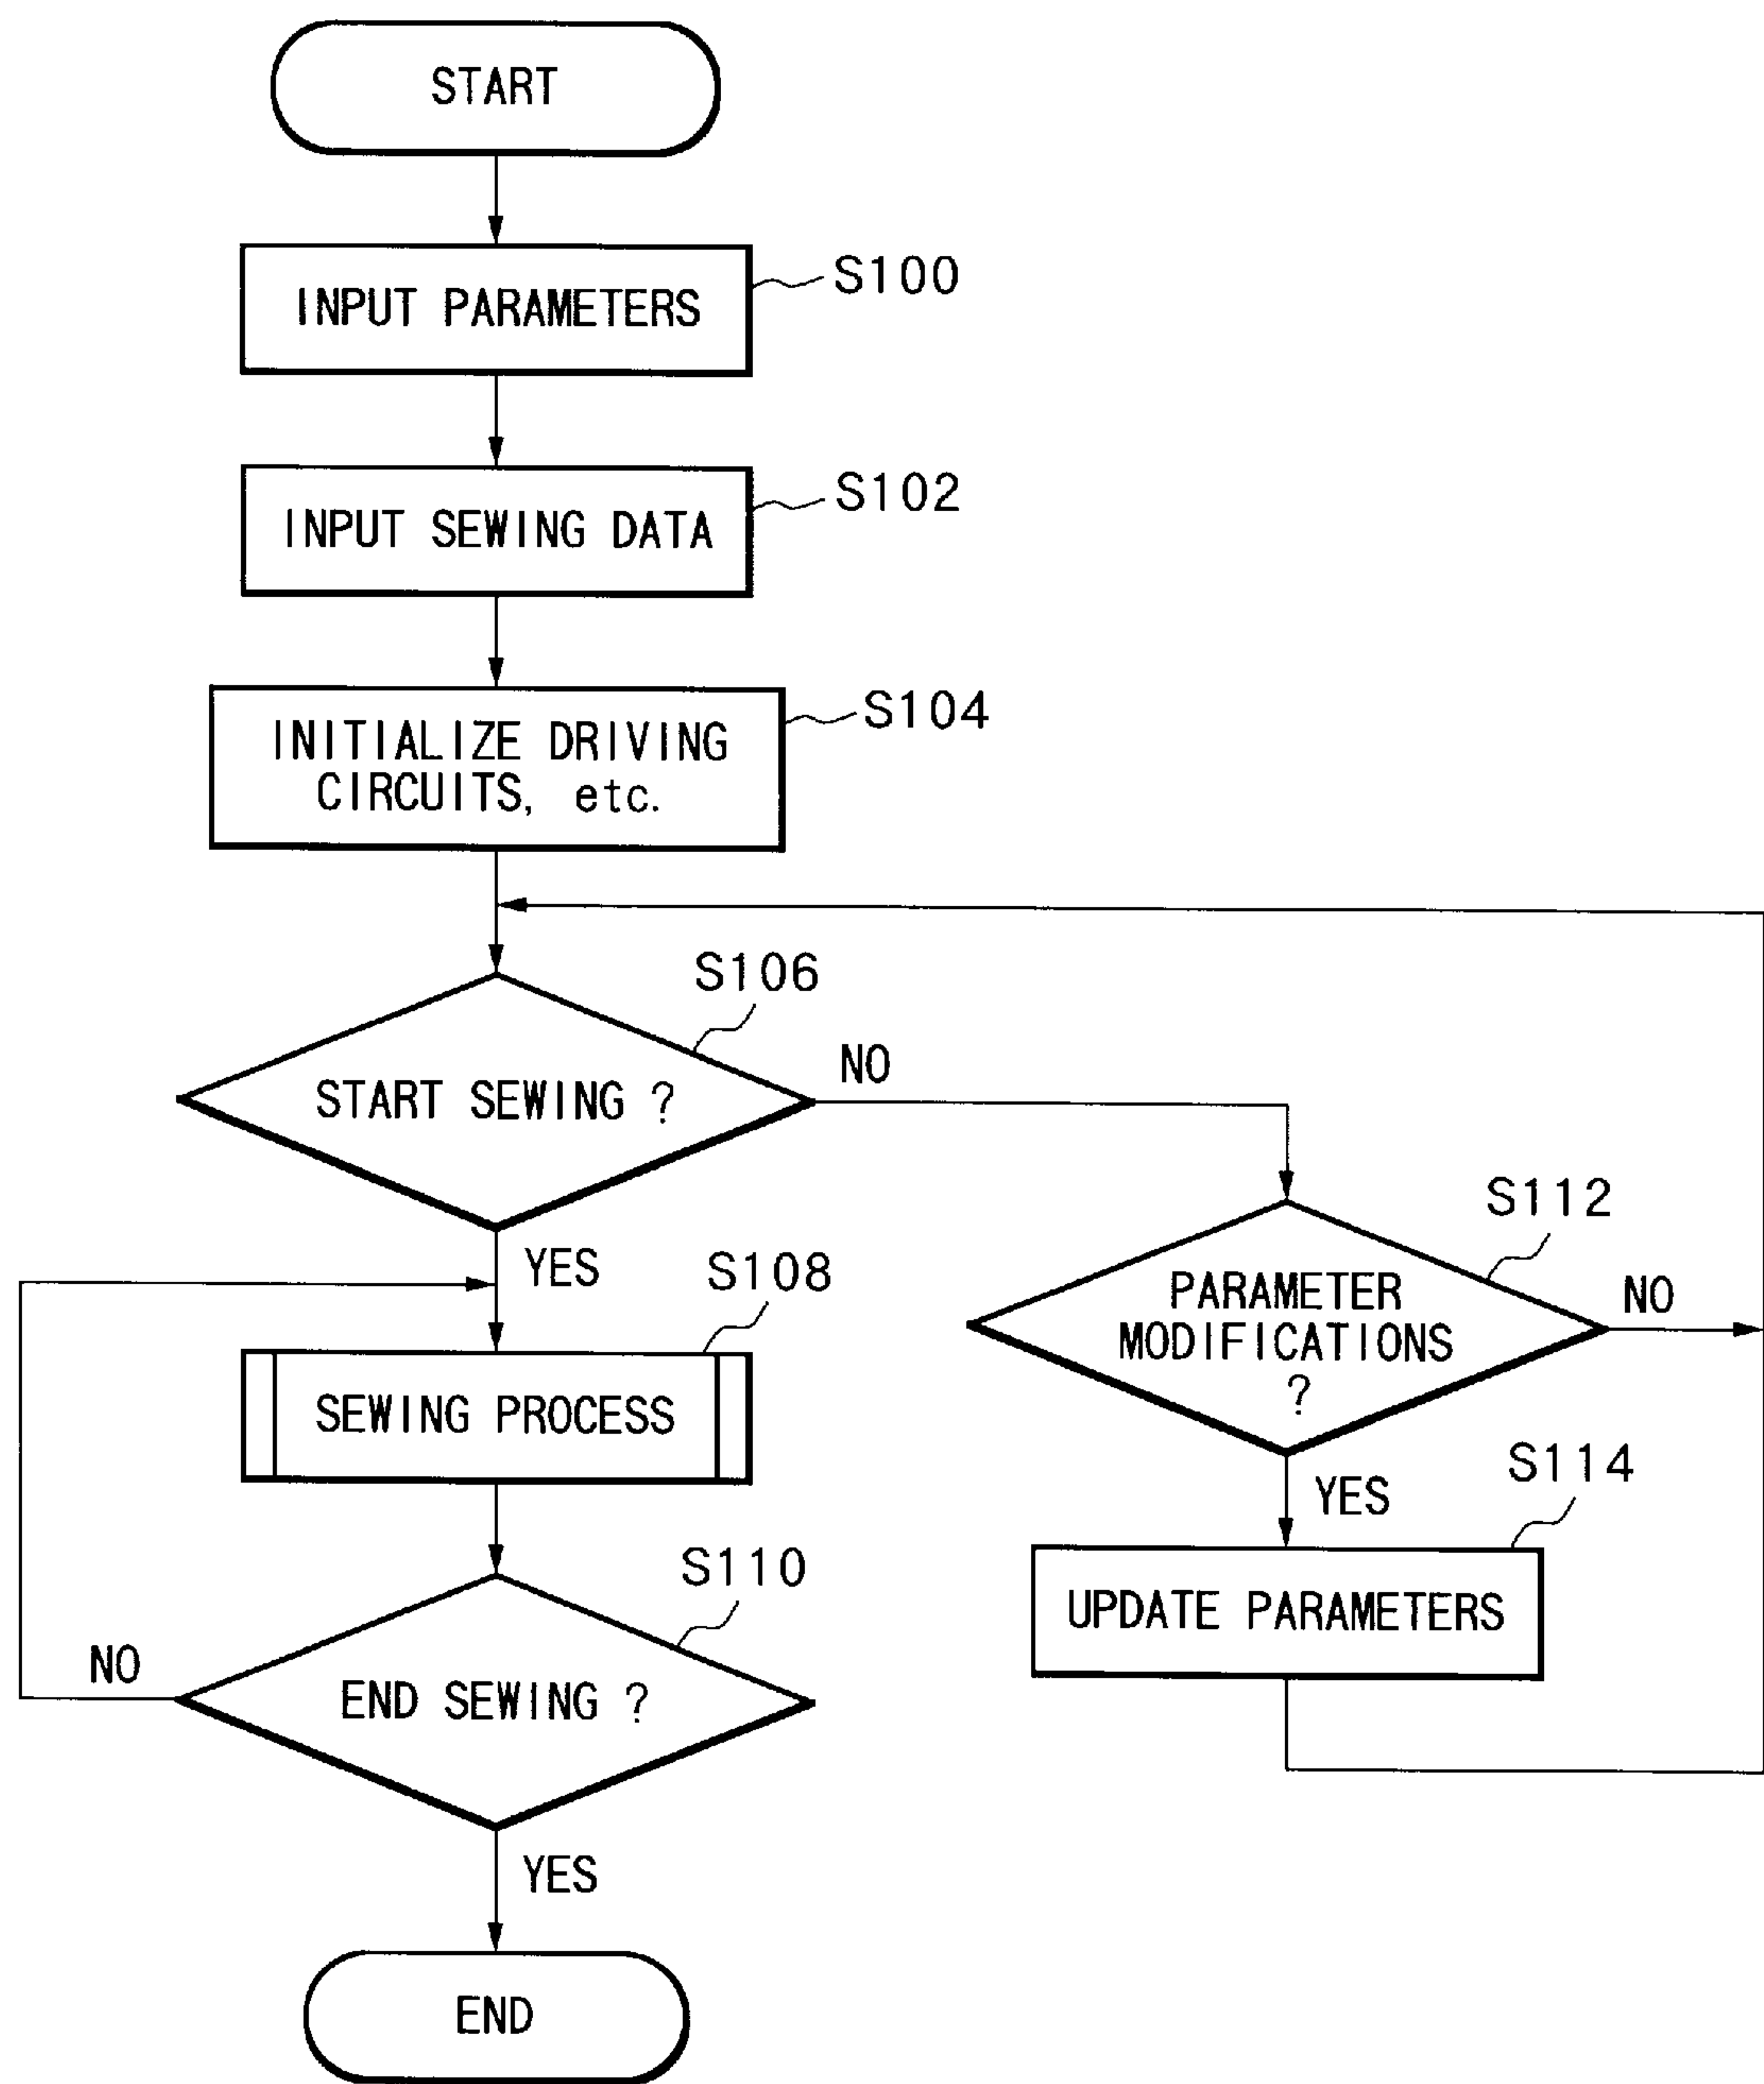 START
INPUT PARAMETERS
S100
INPUT SEWING DATA
S102
INITIALIZE DRIVING
CIRCUITS, etc.
S104
S106
START SEWING ?
NO
YES
S108
SEWING PROCESS
S110
END SEWING ?
NO
YES
END
S112
PARAMETER
MODIFICATIONS
?
NO
YES
S114
UPDATE PARAMETERS